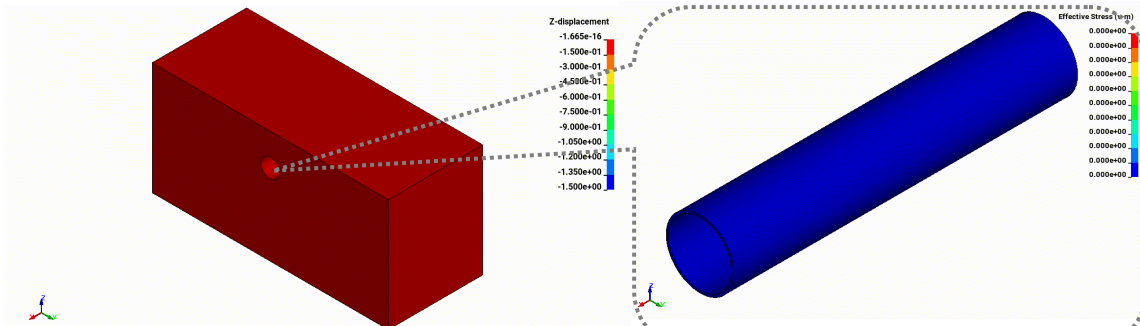 Z-displacement
-1.665e-16
-1.500e-01
-3.000e-01
-4.500e-01
-6.000e-01
-7.500e-01
-9.000e-01
-1.050e+00
-1.200e+00
-1.350e+00
-1.500e+00
Z
X Y
Effective Stress (v-m)
0.000e+00
0.000e+00
0.000e+00
0.000e+00
0.000e+00
0.000e+00
0.000e+00
0.000e+00
0.000e+00
0.000e+00
0.000e+00
Z
X Y